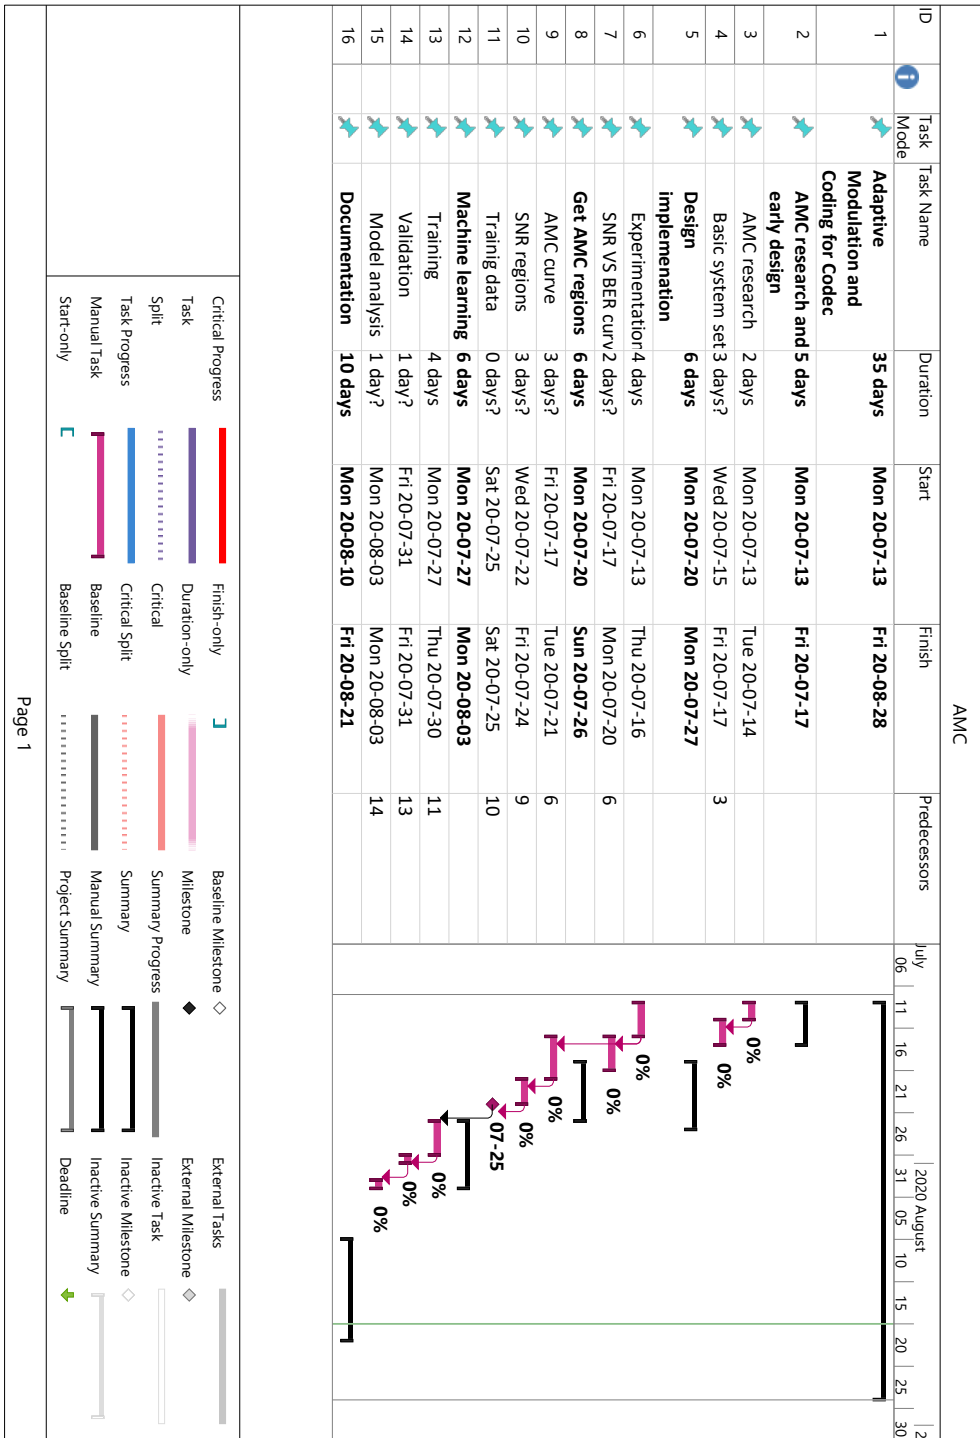 AMC
ID Task Mode Task Name Duration Start Finish Predecessors
July 2020 August 2
06 11 16 21 26 31 05 10 15 20 25 30
1 Adaptive Modulation and Coding for Codec 35 days Mon 20-07-13 Fri 20-08-28
2 AMC research and early design 5 days Mon 20-07-13 Fri 20-07-17
3 AMC research 2 days Mon 20-07-13 Tue 20-07-14 0%
4 Basic system set 3 days? Wed 20-07-15 Fri 20-07-17 3 0%
5 Design implemenation 6 days Mon 20-07-20 Mon 20-07-27
6 Experimentation 4 days Mon 20-07-13 Thu 20-07-16 0%
7 SNR VS BER curv 2 days? Fri 20-07-17 Mon 20-07-20 6 0%
8 Get AMC regions 6 days Mon 20-07-20 Sun 20-07-26
9 AMC curve 3 days? Fri 20-07-17 Tue 20-07-21 6 0%
10 SNR regions 3 days? Wed 20-07-22 Fri 20-07-24 9 0%
11 Trainig data 0 days? Sat 20-07-25 Sat 20-07-25 10 07-25
12 Machine learning 6 days Mon 20-07-27 Mon 20-08-03
13 Training 4 days Mon 20-07-27 Thu 20-07-30 11 0%
14 Validation 1 day? Fri 20-07-31 Fri 20-07-31 13 0%
15 Model analysis 1 day? Mon 20-08-03 Mon 20-08-03 14 0%
16 Documentation 10 days Mon 20-08-10 Fri 20-08-21
Critical Progress Finish-only Baseline Milestone External Tasks
Task Duration-only Milestone External Milestone
Split Critical Summary Progress Inactive Task
Task Progress Critical Split Summary Inactive Milestone
Manual Task Baseline Manual Summary Inactive Summary
Start-only Baseline Split Project Summary Deadline
Page 1